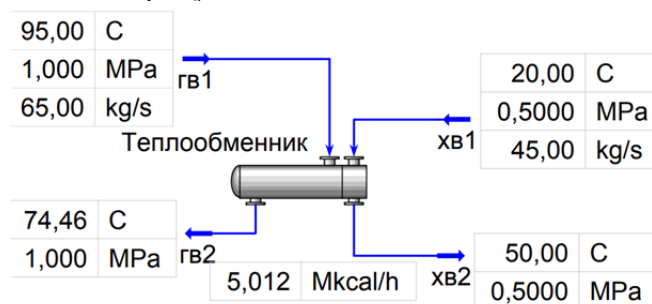 95,00 C
1,000 MPa
65,00 kg/s
гв1
20,00 C
0,5000 MPa
45,00 kg/s
хв1
Теплообменник
74,46 C
1,000 MPa
гв2
5,012 Mkcal/h
хв2
50,00 C
0,5000 MPa